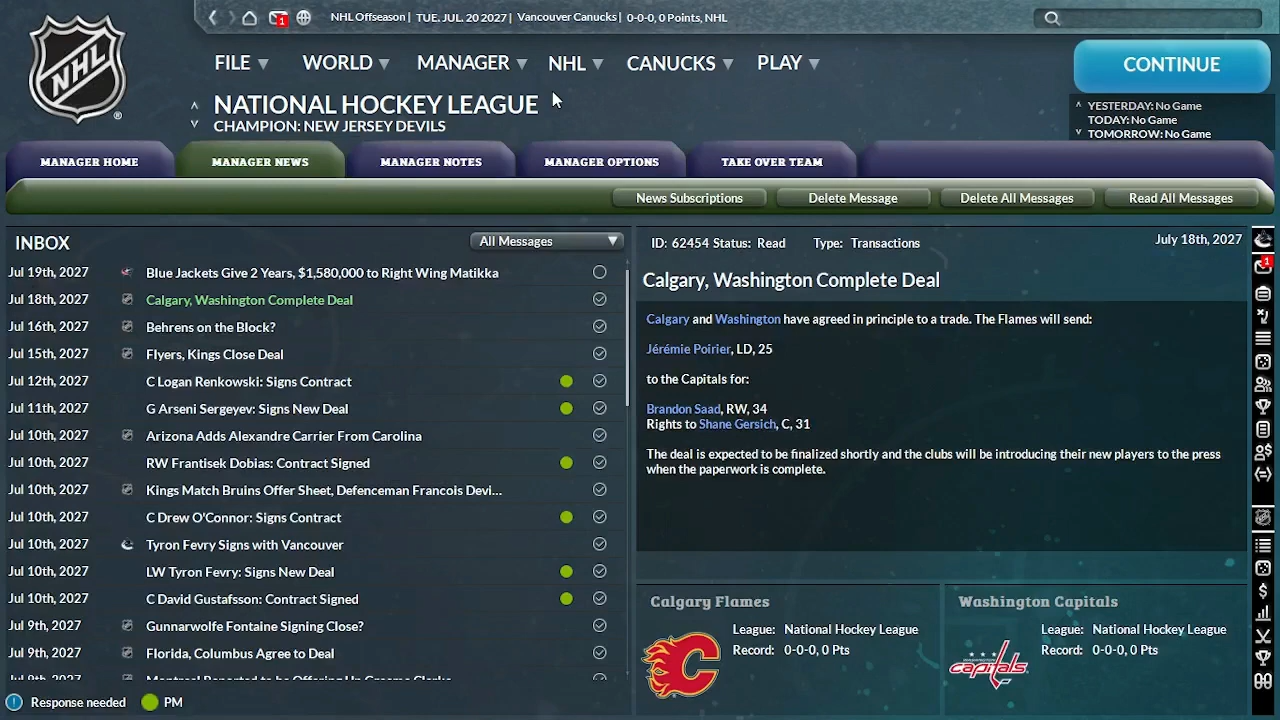 NHL Offseason | TUE. JUL. 20 2027 | Vancouver Canucks | 0-0-0, 0 Points, NHL
1
NHL
FILE WORLD MANAGER NHL CANUCKS PLAY
CONTINUE
NATIONAL HOCKEY LEAGUE
CHAMPION: NEW JERSEY DEVILS
YESTERDAY: No Game
TODAY: No Game
TOMORROW: No Game
MANAGER HOME MANAGER NEWS MANAGER NOTES MANAGER OPTIONS TAKE OVER TEAM
News Subscriptions Delete Message Delete All Messages Read All Messages
INBOX All Messages
Jul 19th, 2027 Blue Jackets Give 2 Years, $1,580,000 to Right Wing Matikka
Jul 18th, 2027 Calgary, Washington Complete Deal
Jul 16th, 2027 Behrens on the Block?
Jul 15th, 2027 Flyers, Kings Close Deal
Jul 12th, 2027 C Logan Renkowski: Signs Contract
Jul 11th, 2027 G Arseni Sergeyev: Signs New Deal
Jul 10th, 2027 Arizona Adds Alexandre Carrier From Carolina
Jul 10th, 2027 RW Frantisek Dobias: Contract Signed
Jul 10th, 2027 Kings Match Bruins Offer Sheet, Defenceman Francois Devi...
Jul 10th, 2027 C Drew O'Connor: Signs Contract
Jul 10th, 2027 Tyron Fevry Signs with Vancouver
Jul 10th, 2027 LW Tyron Fevry: Signs New Deal
Jul 10th, 2027 C David Gustafsson: Contract Signed
Jul 9th, 2027 Gunnarwolfe Fontaine Signing Close?
Jul 9th, 2027 Florida, Columbus Agree to Deal
Response needed PM
ID: 62454 Status: Read Type: Transactions July 18th, 2027
Calgary, Washington Complete Deal
Calgary and Washington have agreed in principle to a trade. The Flames will send:
Jérémie Poirier, LD, 25
to the Capitals for:
Brandon Saad, RW, 34
Rights to Shane Gersich, C, 31
The deal is expected to be finalized shortly and the clubs will be introducing their new players to the press
when the paperwork is complete.
Calgary Flames
League: National Hockey League
Record: 0-0-0, 0 Pts
Washington Capitals
capitals
League: National Hockey League
Record: 0-0-0, 0 Pts
1